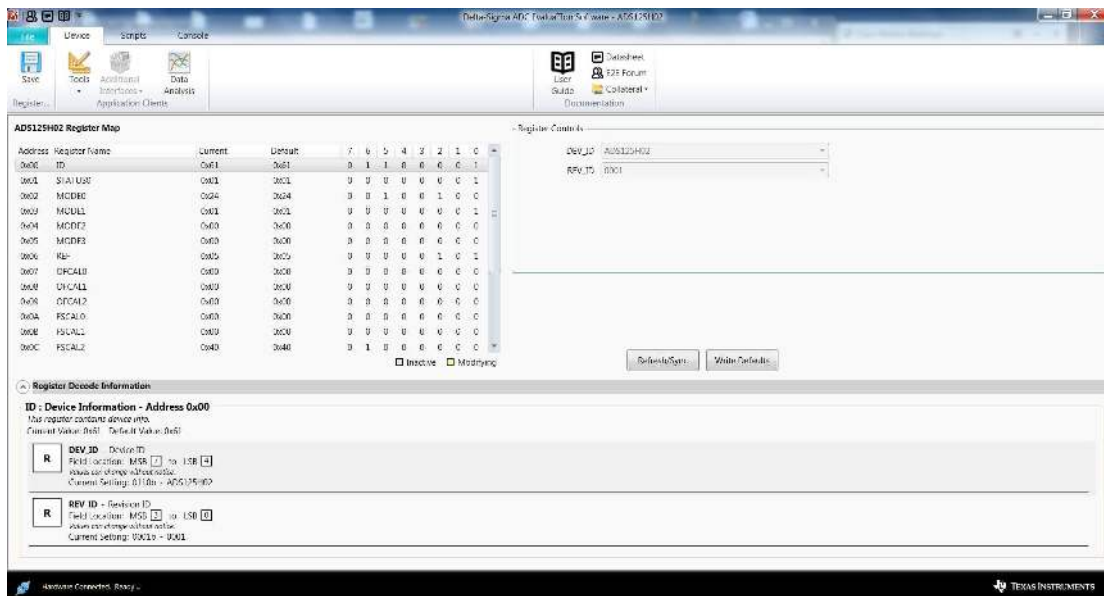 Delta-Sigma ADC Evaluation Software - ADS125H02
File Device Scripts Console
Save Tools Additional Interfaces Data Analysis User Guide Datasheet E2E Forum Collateral
Register... Application Clients Documentation
ADS125H02 Register Map
Register Controls
Address Register Name Current Default 7 6 5 4 3 2 1 0
0x00 ID 0x61 0x61 0 1 1 0 0 0 0 1
0x01 STATUS0 0x01 0x01 0 0 0 0 0 0 0 1
0x02 MODE0 0x24 0x24 0 0 1 0 0 1 0 0
0x03 MODE1 0x01 0x01 0 0 0 0 0 0 0 1
0x04 MODE2 0x00 0x00 0 0 0 0 0 0 0 0
0x05 MODE3 0x00 0x00 0 0 0 0 0 0 0 0
0x06 REF 0x05 0x05 0 0 0 0 0 1 0 1
0x07 OFCAL0 0x00 0x00 0 0 0 0 0 0 0 0
0x08 OFCAL1 0x00 0x00 0 0 0 0 0 0 0 0
0x09 OFCAL2 0x00 0x00 0 0 0 0 0 0 0 0
0x0A FSCAL0 0x00 0x00 0 0 0 0 0 0 0 0
0x0B FSCAL1 0x00 0x00 0 0 0 0 0 0 0 0
0x0C FSCAL2 0x40 0x40 0 1 0 0 0 0 0 0
Inactive Modifying
DEV_ID ADS125H02
REV_ID 0001
Refresh/Sync Write Defaults
Register Decode Information
ID : Device Information - Address 0x00
This register contains device info.
Current Value: 0x61 Default Value: 0x61
R
DEV_ID - Device ID
Field Location: MSB 7 to LSB 4
Values can change without notice.
Current Setting: 0110b - ADS125H02
R
REV ID - Revision ID
Field Location: MSB 3 to LSB 0
Values can change without notice.
Current Setting: 0001b - 0001
Hardware Connected. Ready...
TEXAS INSTRUMENTS